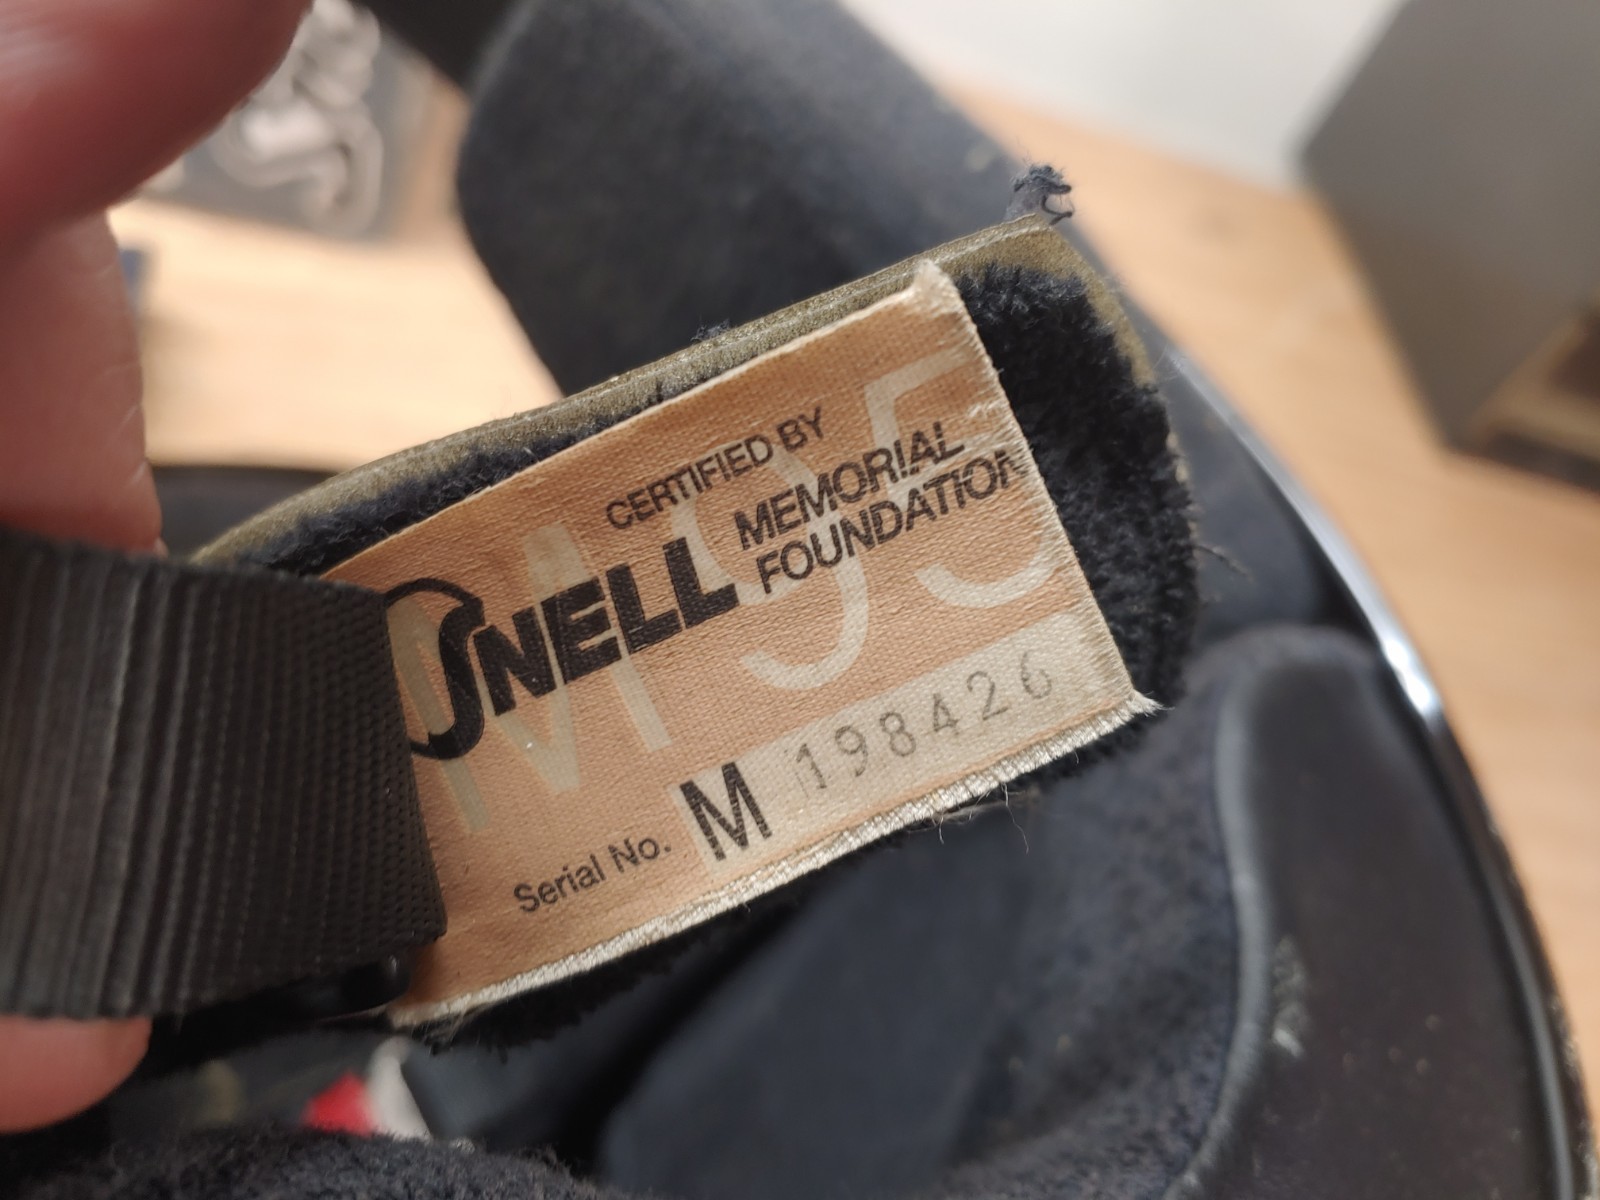 M95
CERTIFIED BY
SNELL MEMORIAL
FOUNDATION
Serial No. M 198426